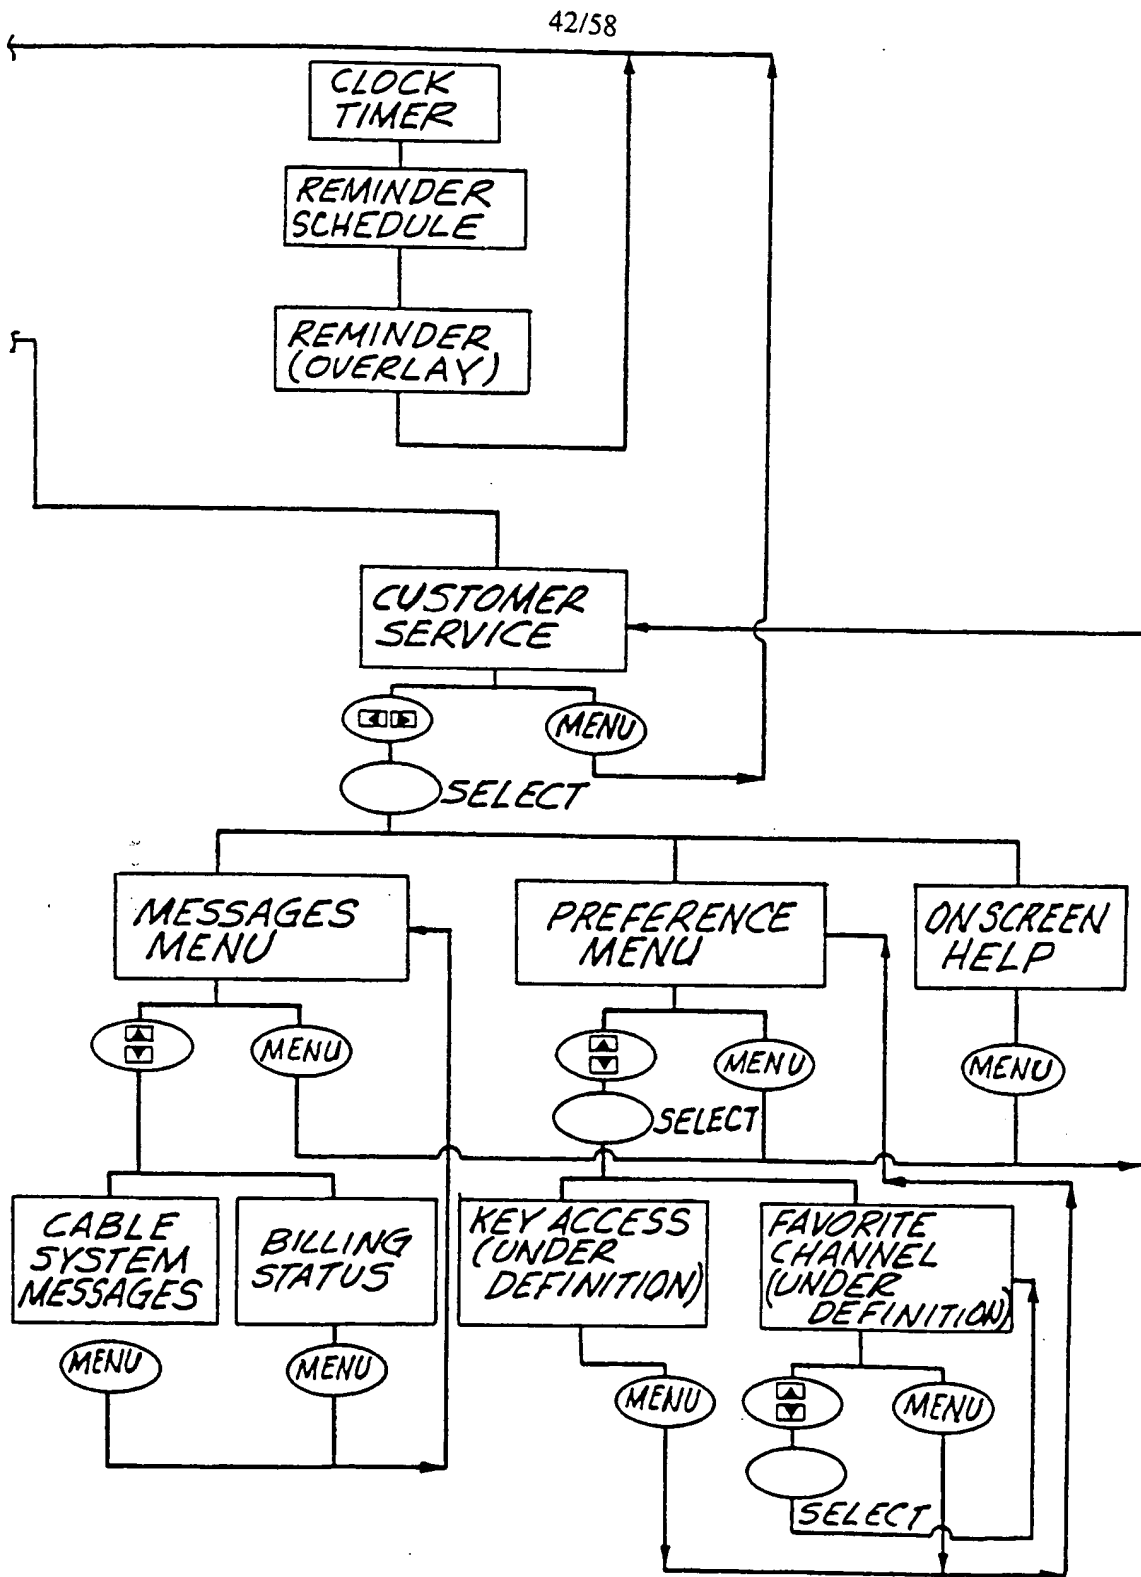 42/58
CLOCK
TIMER
REMINDER
SCHEDULE
REMINDER
(OVERLAY)
CUSTOMER
SERVICE
MENU
SELECT
MESSAGES
MENU
PREFERENCE
MENU
ON SCREEN
HELP
MENU
MENU
MENU
SELECT
CABLE
SYSTEM
MESSAGES
BILLING
STATUS
KEY ACCESS
(UNDER
DEFINITION)
FAVORITE
CHANNEL
(UNDER
DEFINITION)
MENU
MENU
MENU
MENU
SELECT